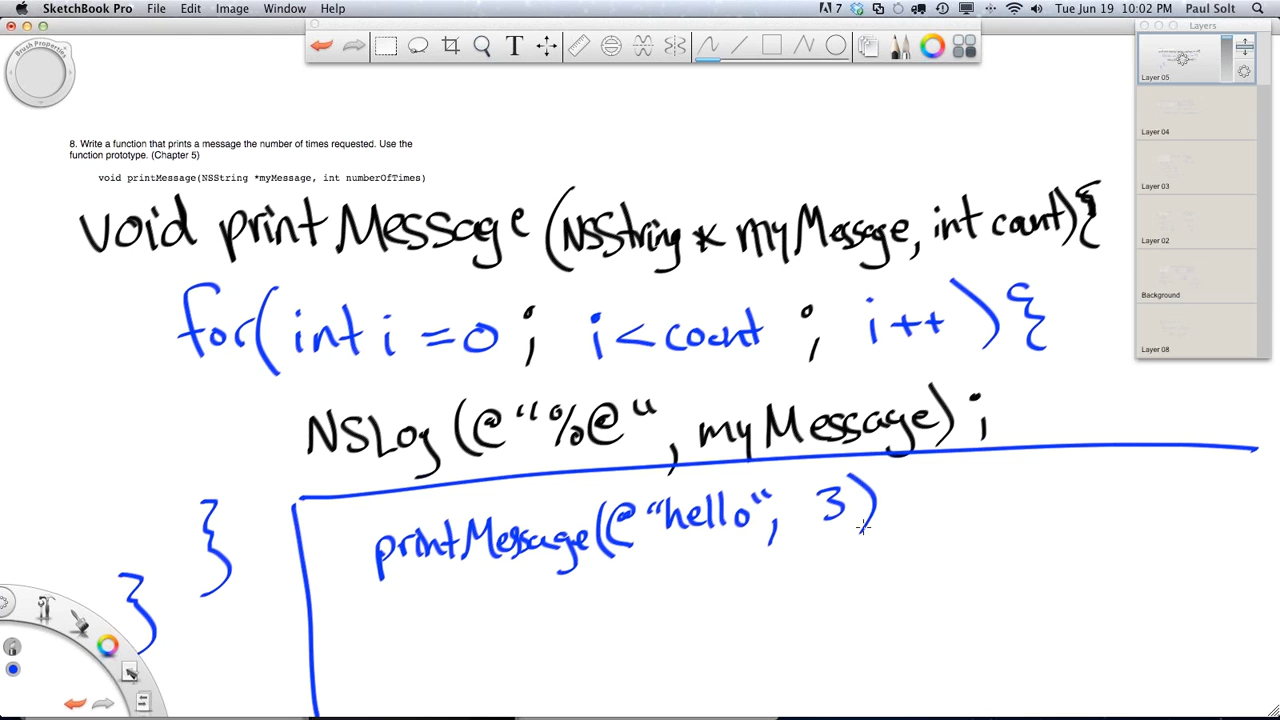 SketchBook Pro File Edit Image Window Help 7 Tue Jun 19 10:02 PM Paul Solt
Brush Properties
Layers
Layer 05
Layer 04
Layer 03
Layer 02
Background
Layer 08
8. Write a function that prints a message the number of times requested. Use the
function prototype. (Chapter 5)
void printMessage(NSString *myMessage, int numberOfTimes)
void printMessage (NSString * myMessage, int count){
for(int i = 0 ; i < count ; i++ ){
NSLog (@"%@", myMessage) ;
printMessage(@"hello", 3)
}
}